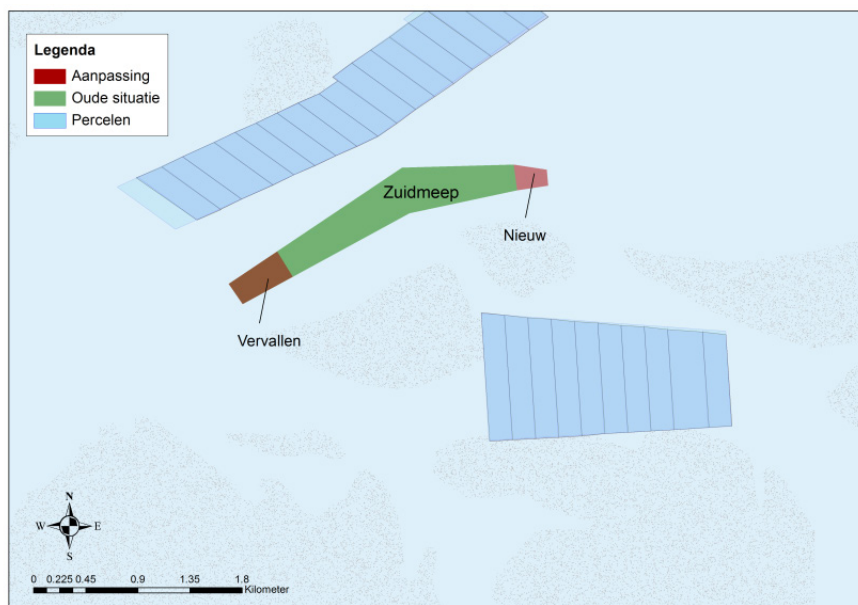 Legenda
Aanpassing
Oude situatie
Percelen
Zuidmeep
Nieuw
Vervallen
N
W E
S
0 0.225 0.45 0.9 1.35 1.8
Kilometer